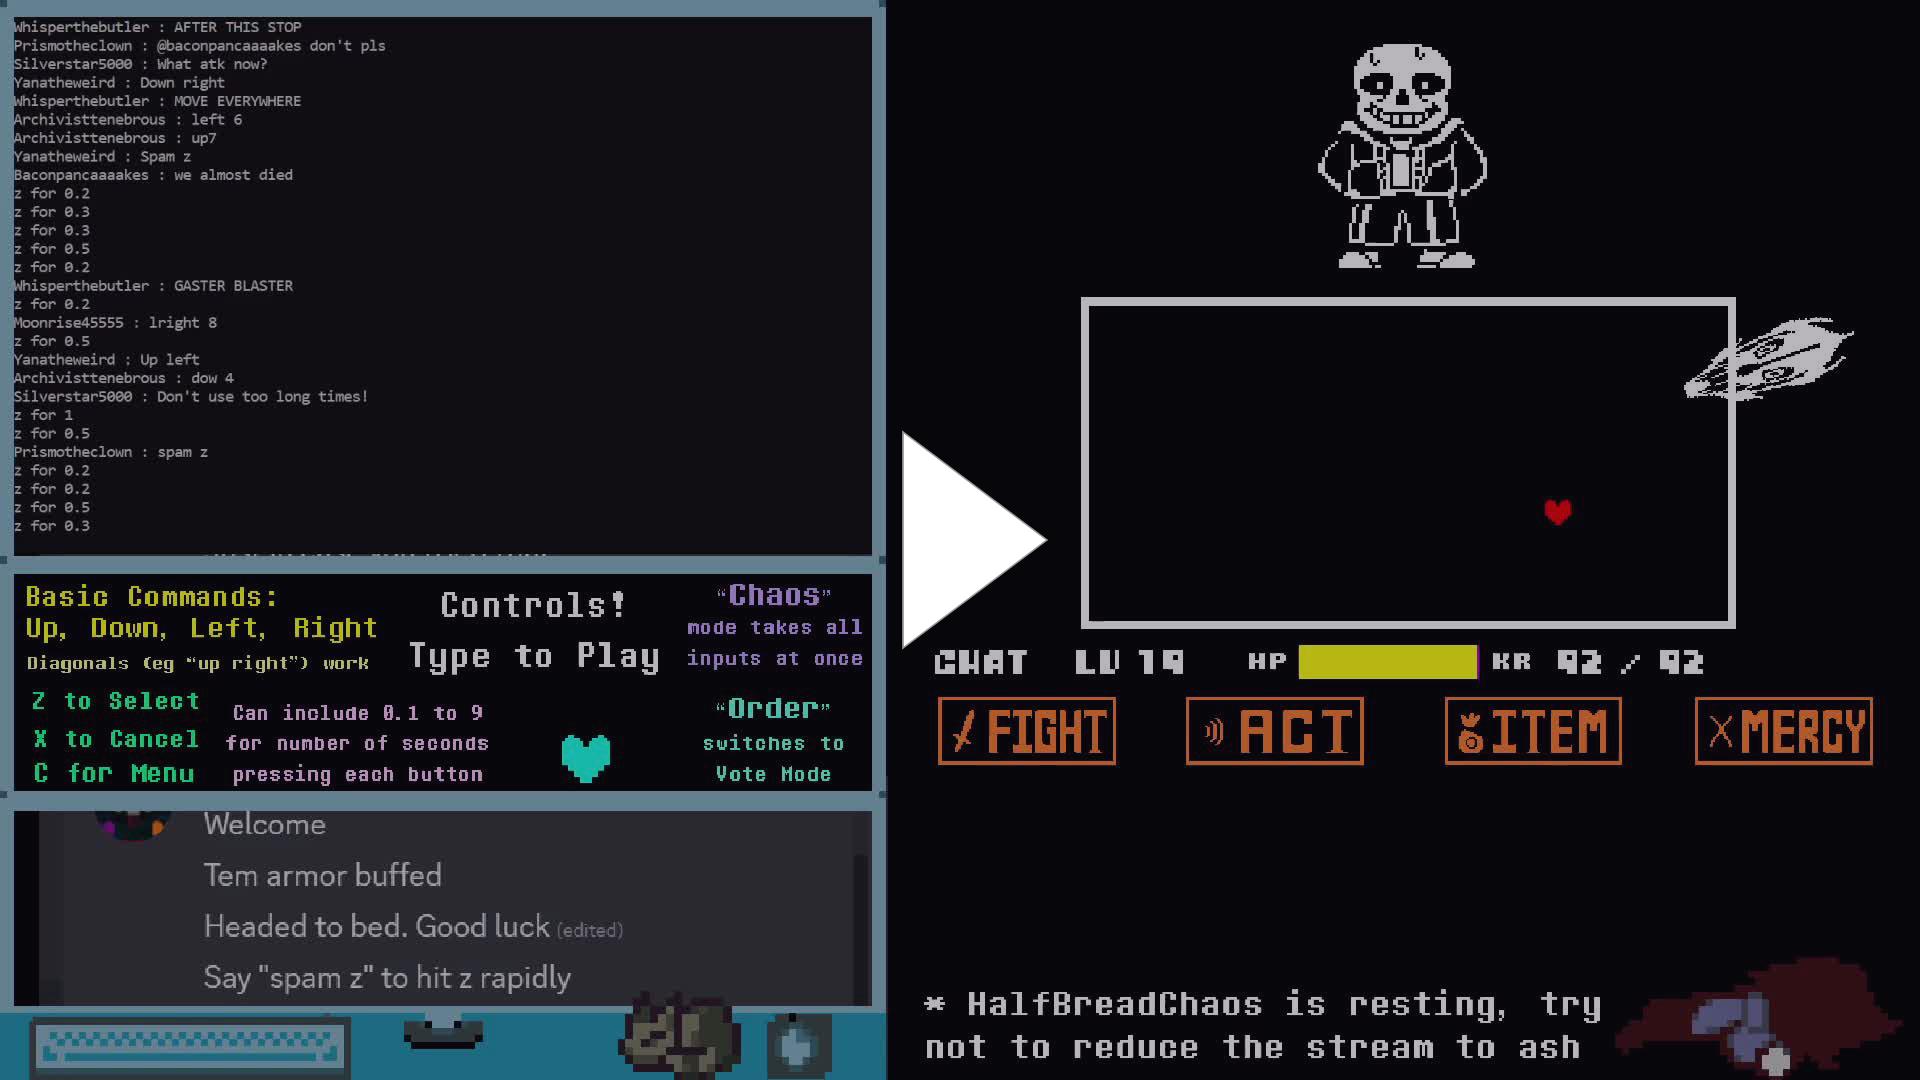 Whisperthebutler : AFTER THIS STOP
Prismotheclown : @baconpancaaaakes don't pls
Silverstar5000 : What atk now?
Yanatheweird : Down right
Whisperthebutler : MOVE EVERYWHERE
Archivisttenebrous : left 6
Archivisttenebrous : up7
Yanatheweird : Spam z
Baconpancaaaakes : we almost died
z for 0.2
z for 0.3
z for 0.3
z for 0.5
z for 0.2
Whisperthebutler : GASTER BLASTER
z for 0.2
Moonrise45555 : lright 8
z for 0.5
Yanatheweird : Up left
Archivisttenebrous : dow 4
Silverstar5000 : Don't use too long times!
z for 1
z for 0.5
Prismotheclown : spam z
z for 0.2
z for 0.2
z for 0.5
z for 0.3
Basic Commands:
Up, Down, Left, Right
Diagonals (eg “up right”) work
Z to Select
X to Cancel
C for Menu
Can include 0.1 to 9
for number of seconds
pressing each button
Controls!
Type to Play
“Chaos”
mode takes all
inputs at once
“Order”
switches to
Vote Mode
Welcome
Tem armor buffed
Headed to bed. Good luck (edited)
Say "spam z" to hit z rapidly
CHAT LV 19 HP KR 92 / 92
FIGHT ACT ITEM MERCY
* HalfBreadChaos is resting, try
not to reduce the stream to ash